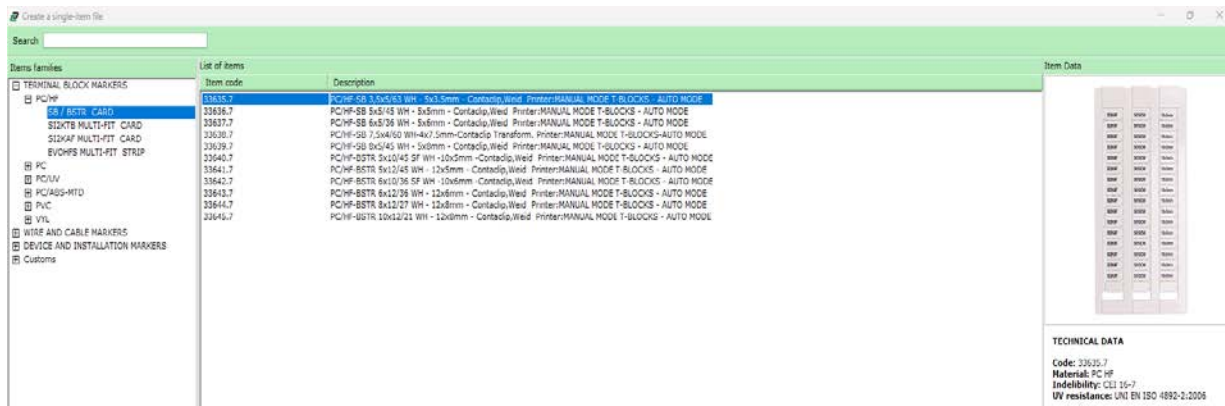 Create a single-item file
Search
Items families
List of items
Item Data
TERMINAL BLOCK MARKERS
PC/HF
SB / BSTR CARD
SI2KTB MULTI-FIT CARD
SI2KAF MULTI-FIT CARD
EVOHFS MULTI-FIT STRIP
PC
PC/UV
PC/ABS-MTD
PVC
VYL
WIRE AND CABLE MARKERS
DEVICE AND INSTALLATION MARKERS
Customs
Item code Description
33635.7 PC/HF-SB 3,5x5/63 WH - 5x3.5mm - Contaclip,Weid Printer:MANUAL MODE T-BLOCKS - AUTO MODE
33636.7 PC/HF-SB 5x5/45 WH - 5x5mm - Contaclip,Weid Printer:MANUAL MODE T-BLOCKS - AUTO MODE
33637.7 PC/HF-SB 6x5/36 WH - 5x6mm - Contaclip,Weid Printer:MANUAL MODE T-BLOCKS - AUTO MODE
33638.7 PC/HF-SB 7,5x4/60 WH-4x7.5mm-Contaclip Transform. Printer:MANUAL MODE T-BLOCKS-AUTO MODE
33639.7 PC/HF-SB 8x5/45 WH - 5x8mm - Contaclip,Weid Printer:MANUAL MODE T-BLOCKS - AUTO MODE
33640.7 PC/HF-BSTR 5x10/45 SF WH -10x5mm -Contaclip,Weid Printer:MANUAL MODE T-BLOCKS - AUTO MODE
33641.7 PC/HF-BSTR 5x12/45 WH - 12x5mm - Contaclip,Weid Printer:MANUAL MODE T-BLOCKS - AUTO MODE
33642.7 PC/HF-BSTR 6x10/36 SF WH -10x6mm -Contaclip,Weid Printer:MANUAL MODE T-BLOCKS - AUTO MODE
33643.7 PC/HF-BSTR 6x12/36 WH - 12x6mm - Contaclip,Weid Printer:MANUAL MODE T-BLOCKS - AUTO MODE
33644.7 PC/HF-BSTR 8x12/27 WH - 12x8mm - Contaclip,Weid Printer:MANUAL MODE T-BLOCKS - AUTO MODE
33645.7 PC/HF-BSTR 10x12/21 WH - 12x0mm - Contaclip,Weid Printer:MANUAL MODE T-BLOCKS - AUTO MODE
TECHNICAL DATA
Code: 33635.7
Material: PC HF
Indelibility: CEI 16-7
UV resistance: UNI EN ISO 4892-2:2006